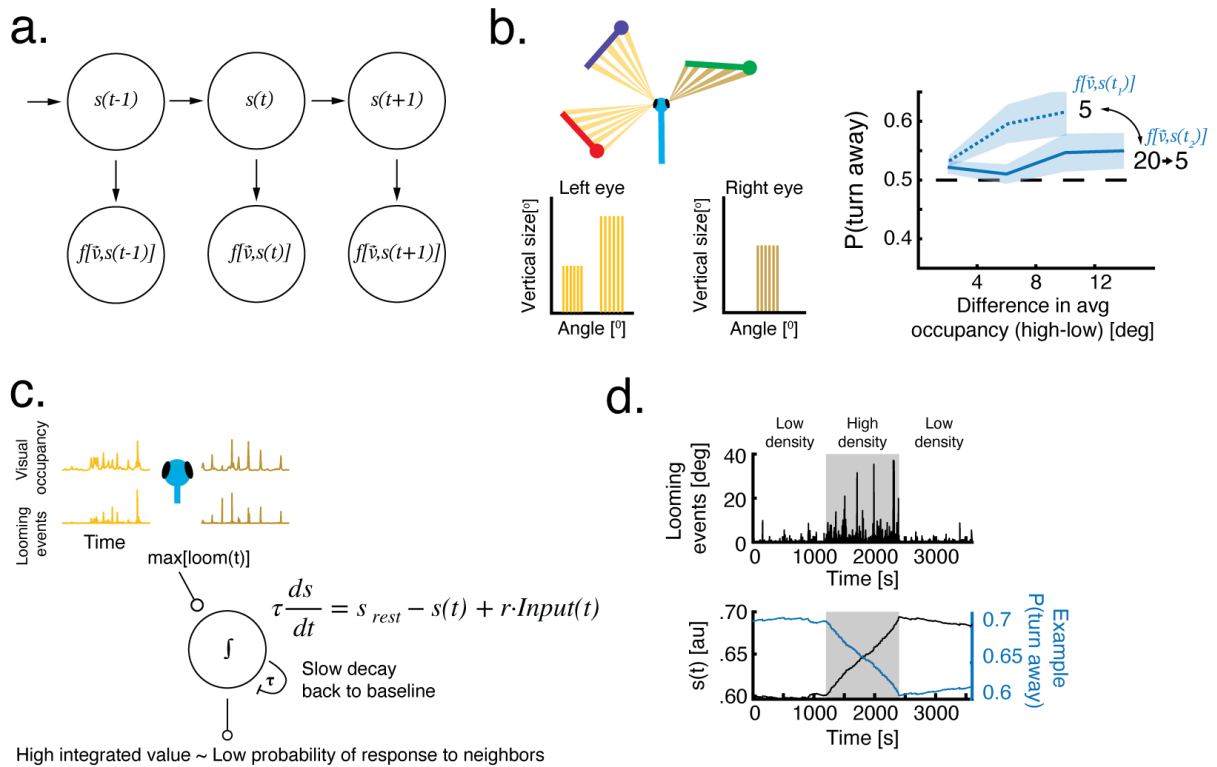 a.
s(t-1)
s(t)
s(t+1)
f[v⃗,s(t-1)]
f[v⃗,s(t)]
f[v⃗,s(t+1)]
b.
Left eye
Vertical size[º]
Angle [º]
Right eye
Vertical size[º]
Angle [º]
P(turn away)
0.6
0.5
0.4
4
8
12
Difference in avg
occupancy (high-low) [deg]
f[v⃗,s(t₁)]
5
f[v⃗,s(t₂)]
20→5
c.
Visual
occupancy
Looming
events
Time
max[loom(t)]
τ ds/dt = s rest − s(t) + r·Input(t)
∫
τ
Slow decay
back to baseline
High integrated value ~ Low probability of response to neighbors
d.
Low
density
High
density
Low
density
Looming
events [deg]
40
20
0
0
1000
2000
3000
Time [s]
s(t) [au]
.70
.65
.60
0
1000
2000
3000
Time [s]
0.7
0.65
0.6
Example
P(turn away)